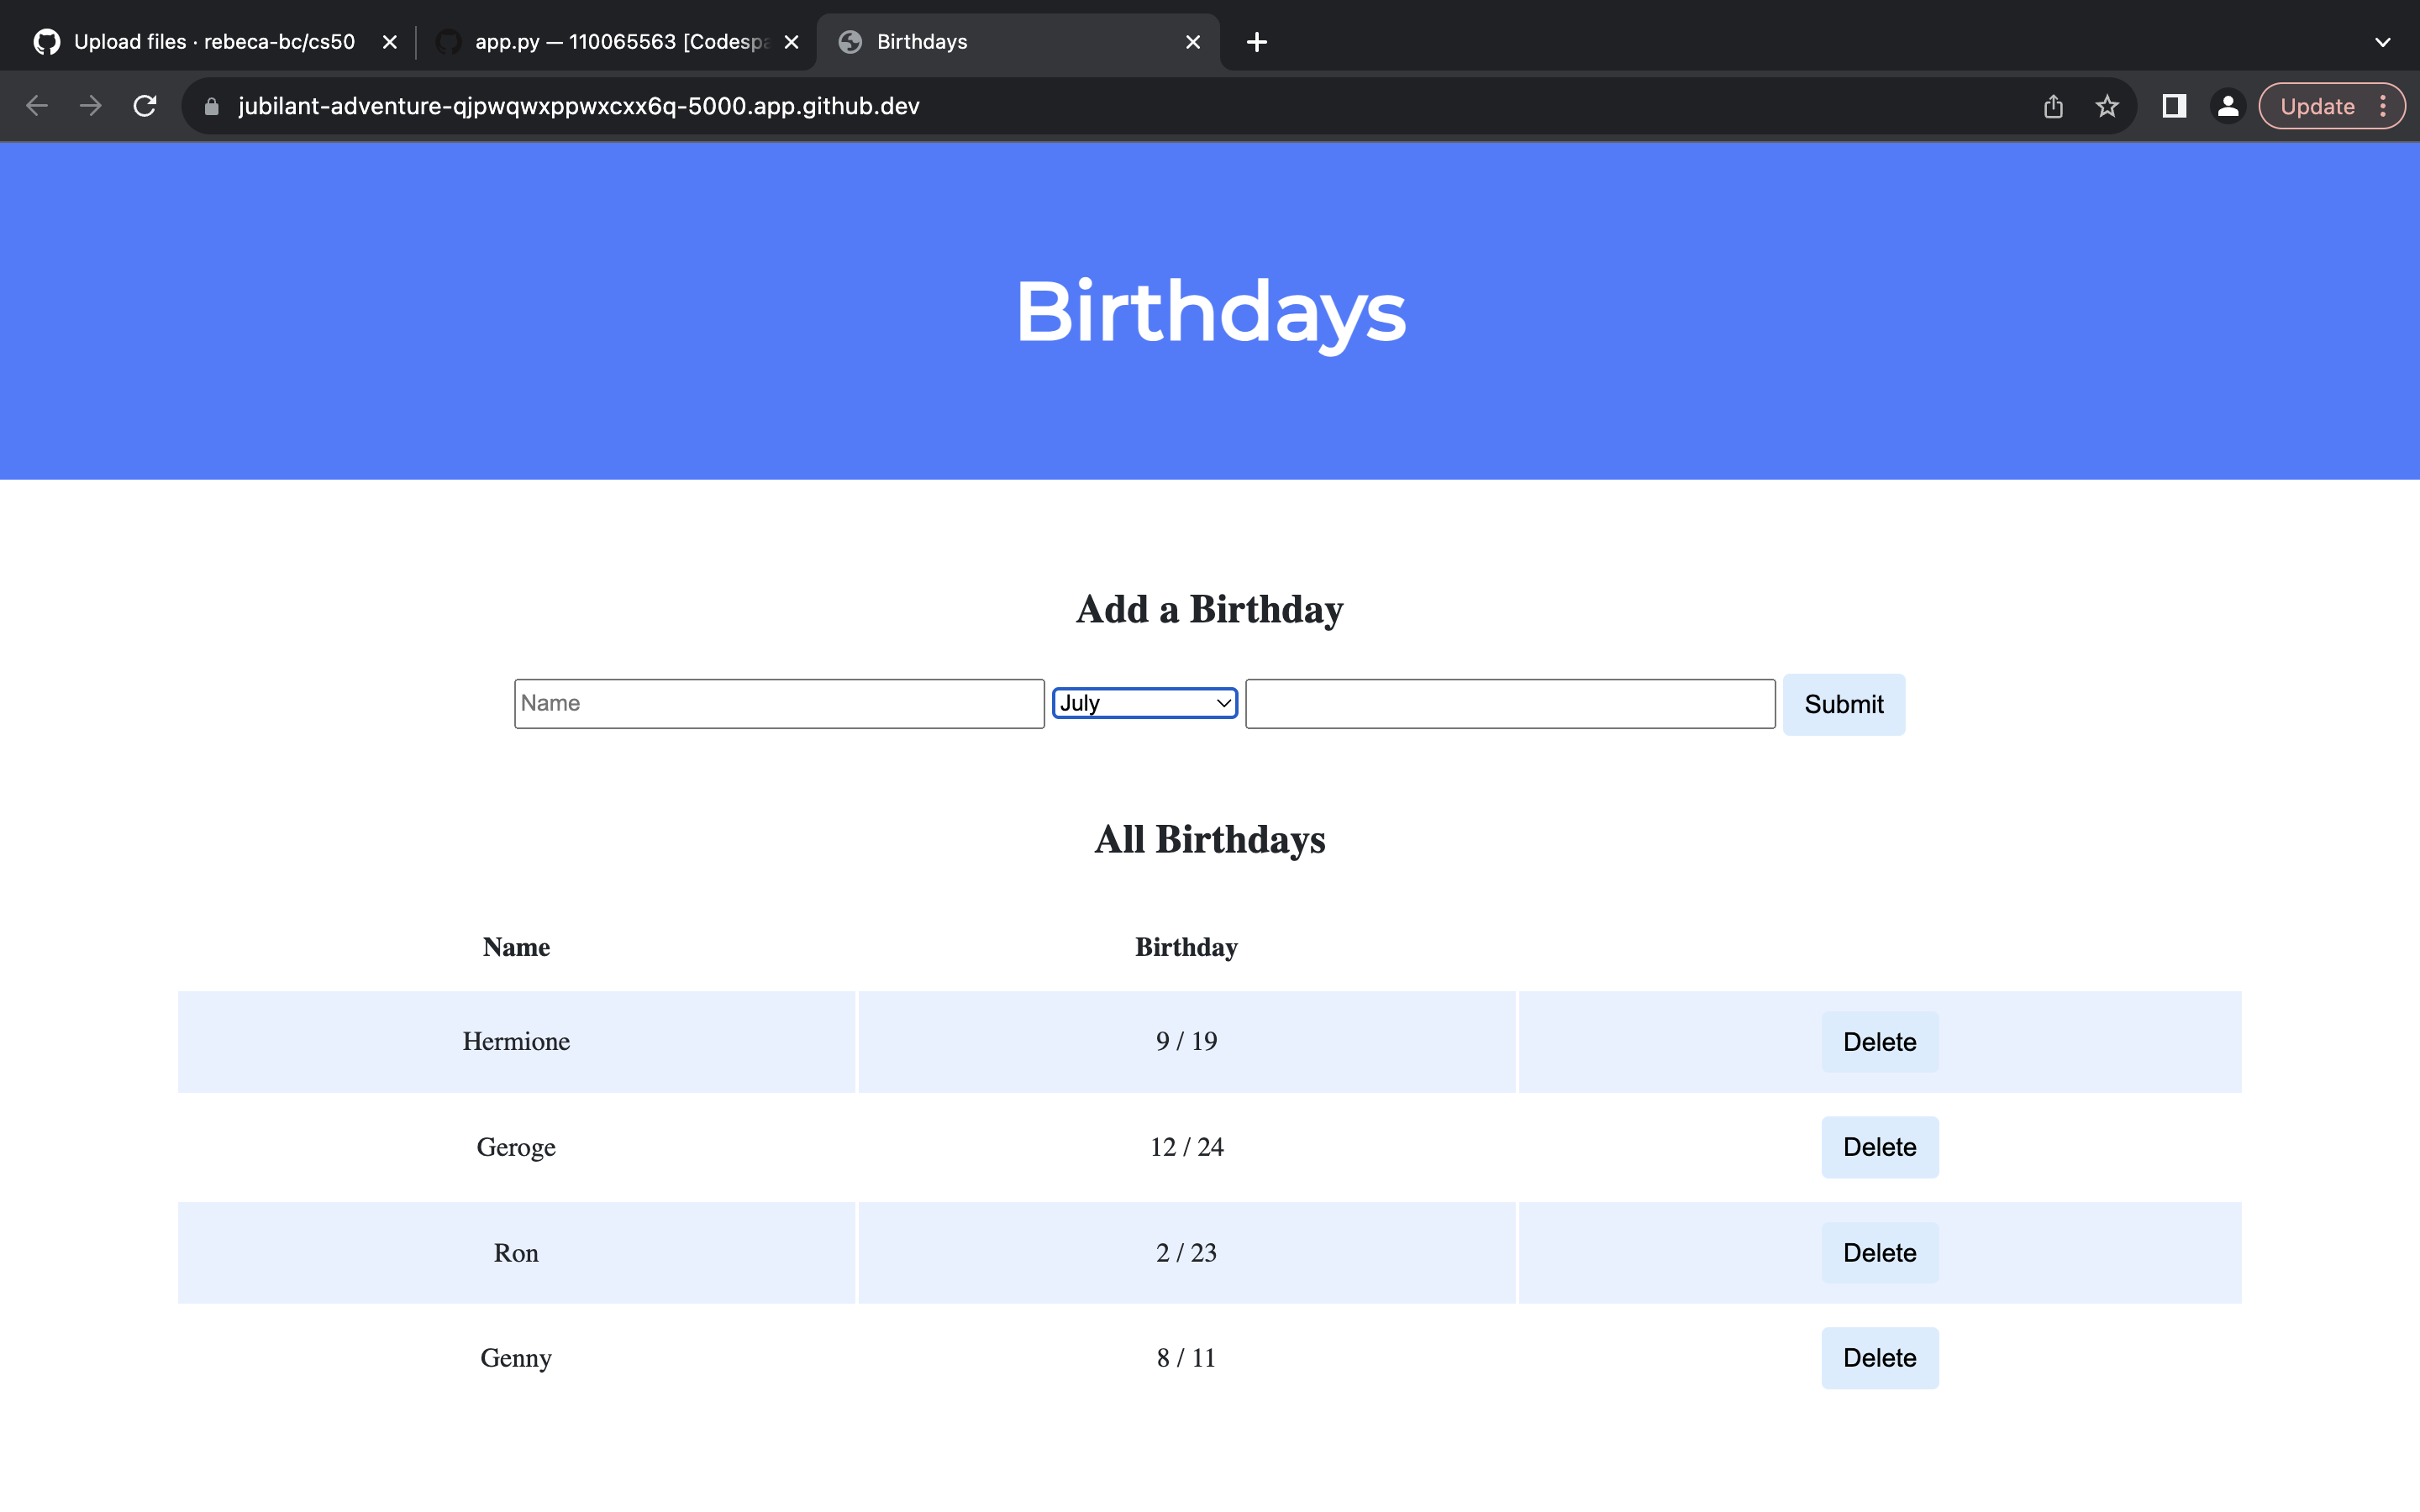 Upload files · rebeca-bc/cs50
app.py — 110065563 [Codespa
Birthdays
jubilant-adventure-qjpwqwxppwxcxx6q-5000.app.github.dev
Update
Birthdays
Add a Birthday
Name July Submit
All Birthdays
Name Birthday
Hermione 9 / 19 Delete
Geroge 12 / 24 Delete
Ron 2 / 23 Delete
Genny 8 / 11 Delete